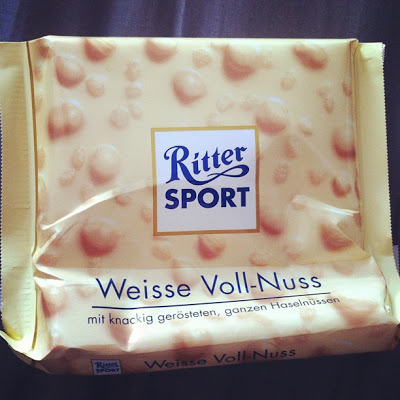 Ritter
SPORT
Weisse Voll-Nuss
mit knackig gerösteten, ganzen Haselnüssen
Ritter
SPORT
Weisse Voll-Nuss